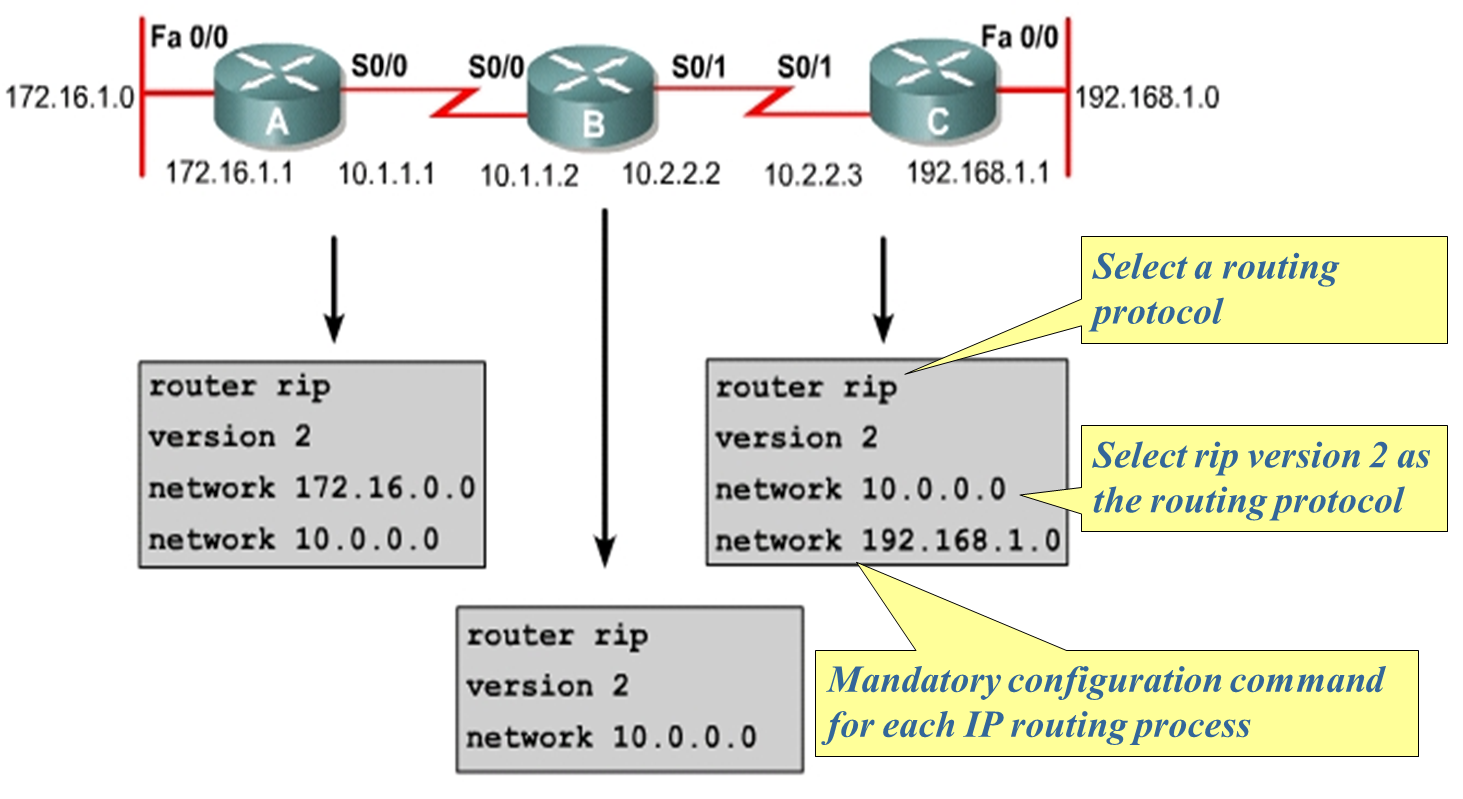 Fa 0/0
S0/0
S0/0
S0/1
S0/1
Fa 0/0
172.16.1.0
A
B
C
192.168.1.0
172.16.1.1
10.1.1.1
10.1.1.2
10.2.2.2
10.2.2.3
192.168.1.1
router rip
version 2
network 172.16.0.0
network 10.0.0.0
router rip
version 2
network 10.0.0.0
router rip
version 2
network 10.0.0.0
network 192.168.1.0
Select a routing
protocol
Select rip version 2 as
the routing protocol
Mandatory configuration command
for each IP routing process